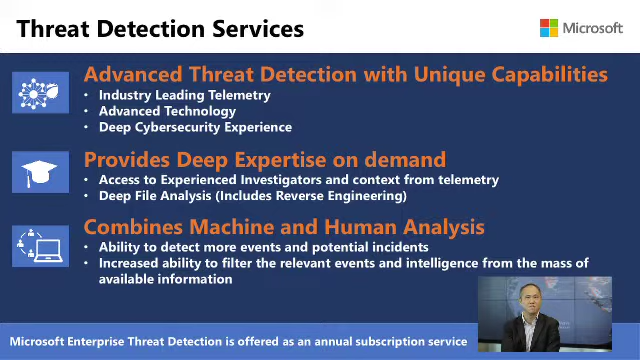 Threat Detection Services
Microsoft
Advanced Threat Detection with Unique Capabilities
• Industry Leading Telemetry
• Advanced Technology
• Deep Cybersecurity Experience
Provides Deep Expertise on demand
• Access to Experienced Investigators and context from telemetry
• Deep File Analysis (Includes Reverse Engineering)
Combines Machine and Human Analysis
• Ability to detect more events and potential incidents
• Increased ability to filter the relevant events and intelligence from the mass of
available information
Microsoft Enterprise Threat Detection is offered as an annual subscription service